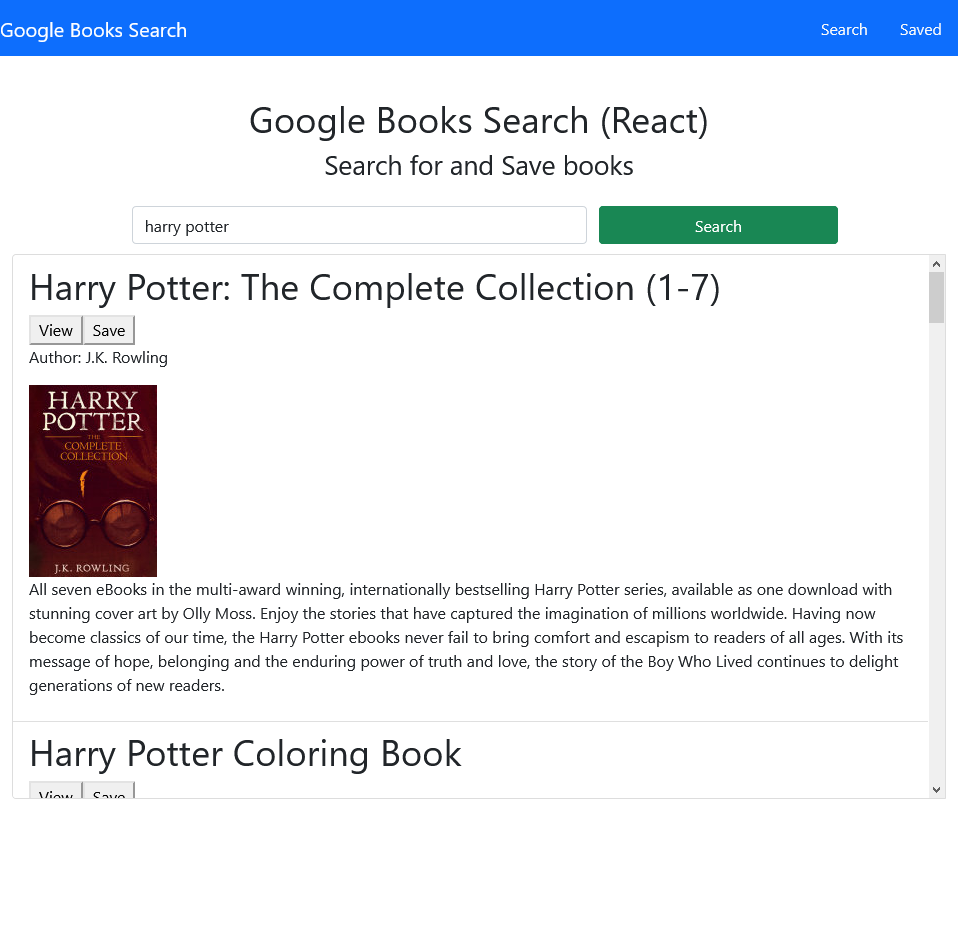 Google Books Search
Search
Saved
Google Books Search (React)
Search for and Save books
harry potter
Search
Harry Potter: The Complete Collection (1-7)
View
Save
Author: J.K. Rowling
HARRY
POTTER
THE
COMPLETE
COLLECTION
J.K. ROWLING
All seven eBooks in the multi-award winning, internationally bestselling Harry Potter series, available as one download with
stunning cover art by Olly Moss. Enjoy the stories that have captured the imagination of millions worldwide. Having now
become classics of our time, the Harry Potter ebooks never fail to bring comfort and escapism to readers of all ages. With its
message of hope, belonging and the enduring power of truth and love, the story of the Boy Who Lived continues to delight
generations of new readers.
Harry Potter Coloring Book
View
Save